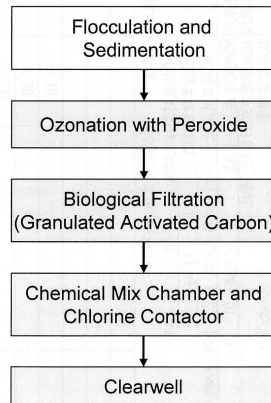 Flocculation and
Sedimentation
Ozonation with Peroxide
Biological Filtration
(Granulated Activated Carbon)
Chemical Mix Chamber and
Chlorine Contactor
Clearwell